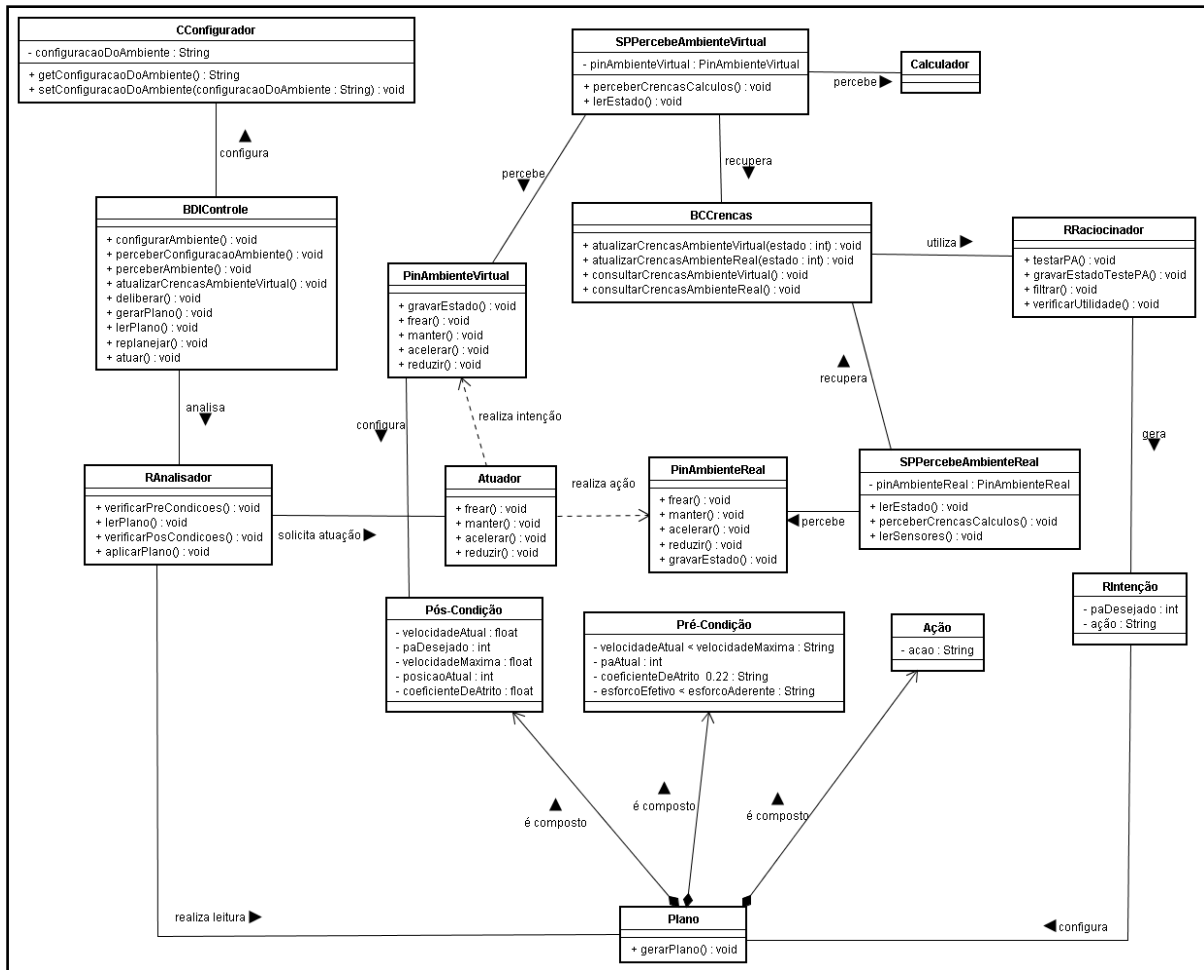 CConfigurador
- configuracaoDoAmbiente : String
+ getConfiguracaoDoAmbiente() : String
+ setConfiguracaoDoAmbiente(configuracaoDoAmbiente : String) : void
SPPercebeAmbienteVirtual
- pinAmbienteVirtual : PinAmbienteVirtual
+ perceberCrencasCalculos() : void
+ lerEstado() : void
percebe
Calculador
configura
percebe
recupera
BDIControle
+ configurarAmbiente() : void
+ perceberConfiguracaoAmbiente() : void
+ perceberAmbiente() : void
+ atualizarCrencasAmbienteVirtual() : void
+ deliberar() : void
+ gerarPlano() : void
+ lerPlano() : void
+ replanejar() : void
+ atuar() : void
PinAmbienteVirtual
+ gravarEstado() : void
+ frear() : void
+ manter() : void
+ acelerar() : void
+ reduzir() : void
BCCrencas
+ atualizarCrencasAmbienteVirtual(estado : int) : void
+ atualizarCrencasAmbienteReal(estado : int) : void
+ consultarCrencasAmbienteVirtual() : void
+ consultarCrencasAmbienteReal() : void
utiliza
RRaciocinador
+ testarPA() : void
+ gravarEstadoTestePA() : void
+ filtrar() : void
+ verificarUtilidade() : void
recupera
analisa
configura
realiza intenção
gera
RAnalisador
+ verificarPreCondicoes() : void
+ lerPlano() : void
+ verificarPosCondicoes() : void
+ aplicarPlano() : void
solicita atuação
Atuador
+ frear() : void
+ manter() : void
+ acelerar() : void
+ reduzir() : void
realiza ação
PinAmbienteReal
+ frear() : void
+ manter() : void
+ acelerar() : void
+ reduzir() : void
+ gravarEstado() : void
percebe
SPPercebeAmbienteReal
- pinAmbienteReal : PinAmbienteReal
+ lerEstado() : void
+ perceberCrencasCalculos() : void
+ lerSensores() : void
Pós-Condição
- velocidadeAtual : float
- paDesejado : int
- velocidadeMaxima : float
- posicaoAtual : int
- coeficienteDeAtrito : float
Pré-Condição
- velocidadeAtual < velocidadeMaxima : String
- paAtual : int
- coeficienteDeAtrito 0.22 : String
- esforcoEfetivo < esforcoAderente : String
Ação
- acao : String
RIntenção
- paDesejado : int
- ação : String
é composto
é composto
é composto
realiza leitura
Plano
+ gerarPlano() : void
configura